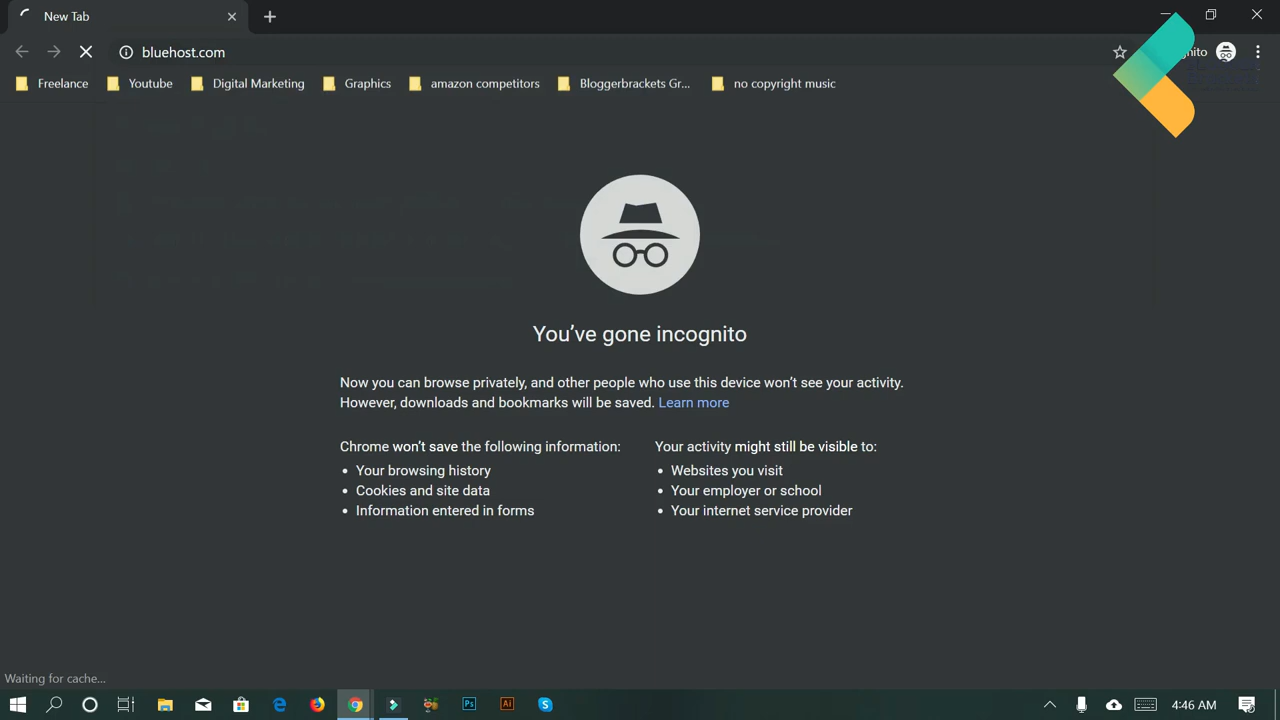 New Tab
bluehost.com
Freelance
Youtube
Digital Marketing
Graphics
amazon competitors
Bloggerbrackets Gr...
no copyright music
You've gone incognito
Now you can browse privately, and other people who use this device won't see your activity.
However, downloads and bookmarks will be saved. Learn more
Chrome won't save the following information:
• Your browsing history
• Cookies and site data
• Information entered in forms
Your activity might still be visible to:
• Websites you visit
• Your employer or school
• Your internet service provider
Waiting for cache...
Ps
Ai
4:46 AM